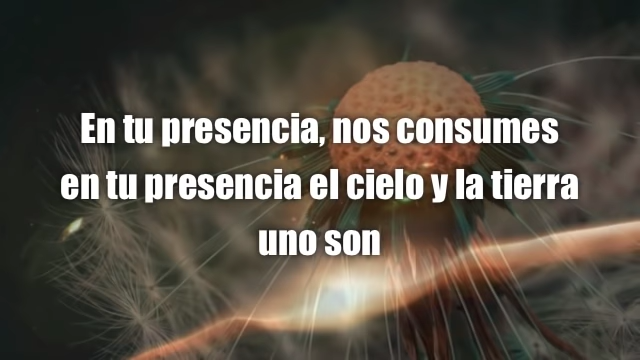 En tu presencia, nos consumes
en tu presencia el cielo y la tierra
uno son